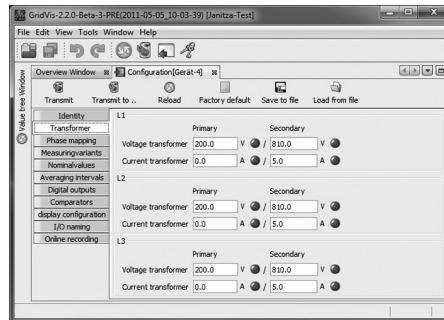 GridVis-2.2.0-Beta-3-PRE(2011-05-05_10-03-39) [Janitza-Test]
File Edit View Tools Window Help
Value tree Window
Overview Window Configuration[Gerät-4]
Transmit Transmit to .. Reload Factory default Save to file Load from file
Identity
Transformer
Phase mapping
Measuringvariants
Nominalvalues
Averaging intervals
Digital outputs
Comparators
display configuration
I/O naming
Online recording
L1
Primary Secondary
Voltage transformer 200.0 V / 810.0 V
Current transformer 0.0 A / 5.0 A
L2
Primary Secondary
Voltage transformer 200.0 V / 810.0 V
Current transformer 0.0 A / 5.0 A
L3
Primary Secondary
Voltage transformer 200.0 V / 810.0 V
Current transformer 0.0 A / 5.0 A